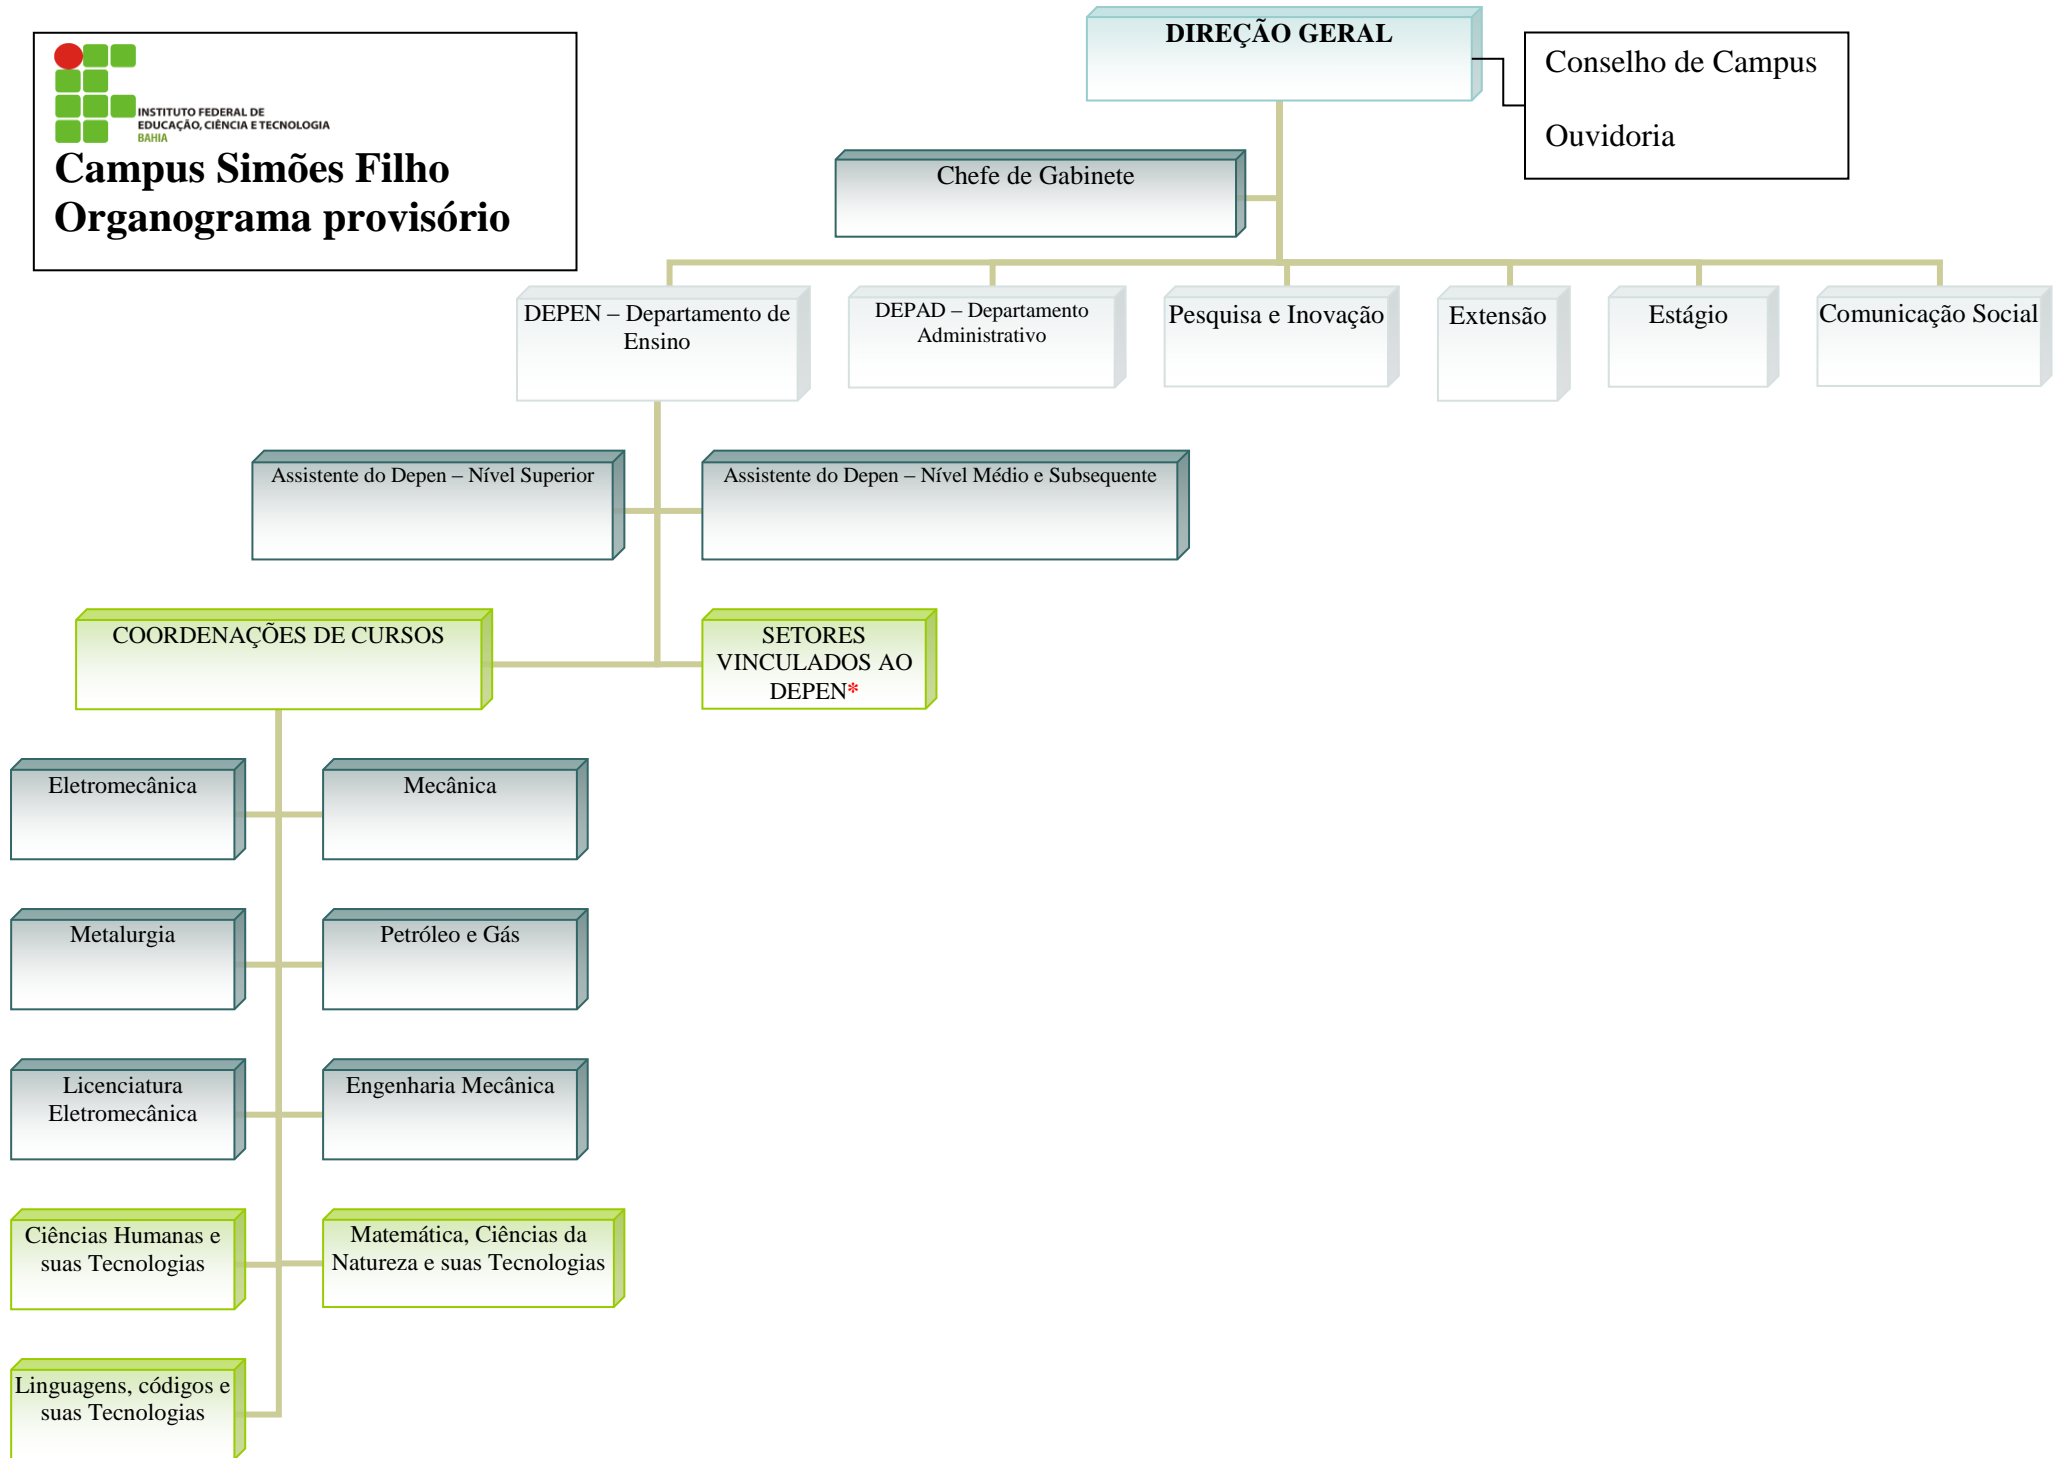 INSTITUTO FEDERAL DE
EDUCAÇÃO, CIÊNCIA E TECNOLOGIA
BAHIA
Campus Simões Filho
Organograma provisório
DIREÇÃO GERAL
Conselho de Campus
Ouvidoria
Chefe de Gabinete
DEPEN – Departamento de
Ensino
DEPAD – Departamento
Administrativo
Pesquisa e Inovação
Extensão
Estágio
Comunicação Social
Assistente do Depen – Nível Superior
Assistente do Depen – Nível Médio e Subsequente
COORDENAÇÕES DE CURSOS
SETORES
VINCULADOS AO
DEPEN*
Eletromecânica
Mecânica
Metalurgia
Petróleo e Gás
Licenciatura
Eletromecânica
Engenharia Mecânica
Ciências Humanas e
suas Tecnologias
Matemática, Ciências da
Natureza e suas Tecnologias
Linguagens, códigos e
suas Tecnologias